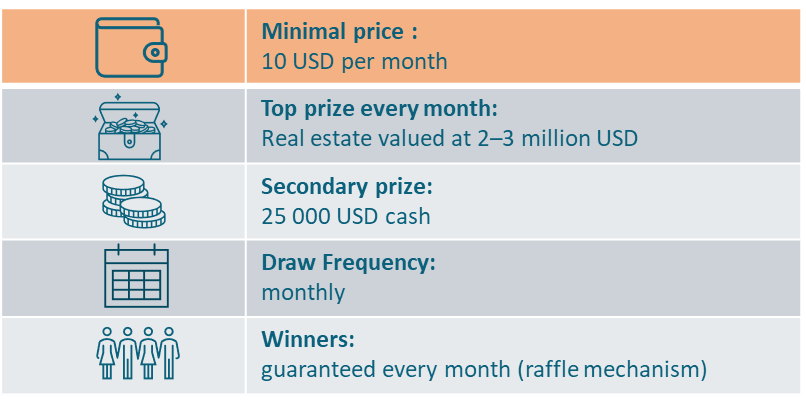 Minimal price :
10 USD per month
Top prize every month:
Real estate valued at 2–3 million USD
Secondary prize:
25 000 USD cash
Draw Frequency:
monthly
Winners:
guaranteed every month (raffle mechanism)